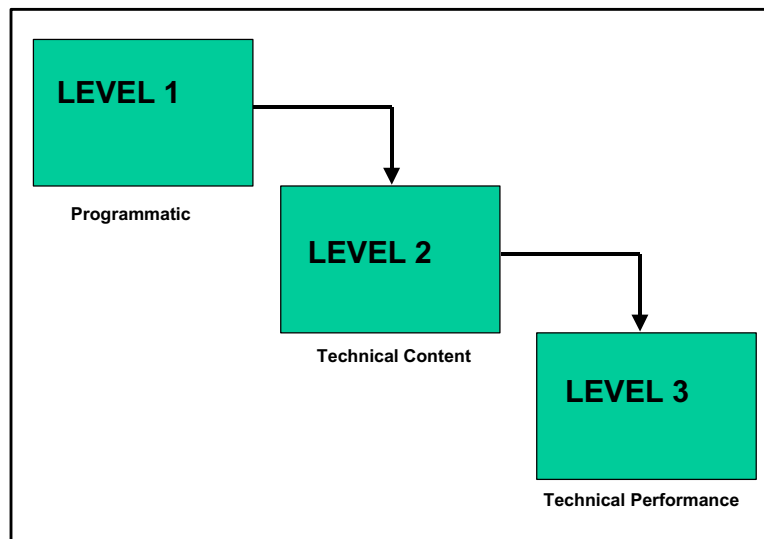 LEVEL 1
Programmatic
LEVEL 2
Technical Content
LEVEL 3
Technical Performance